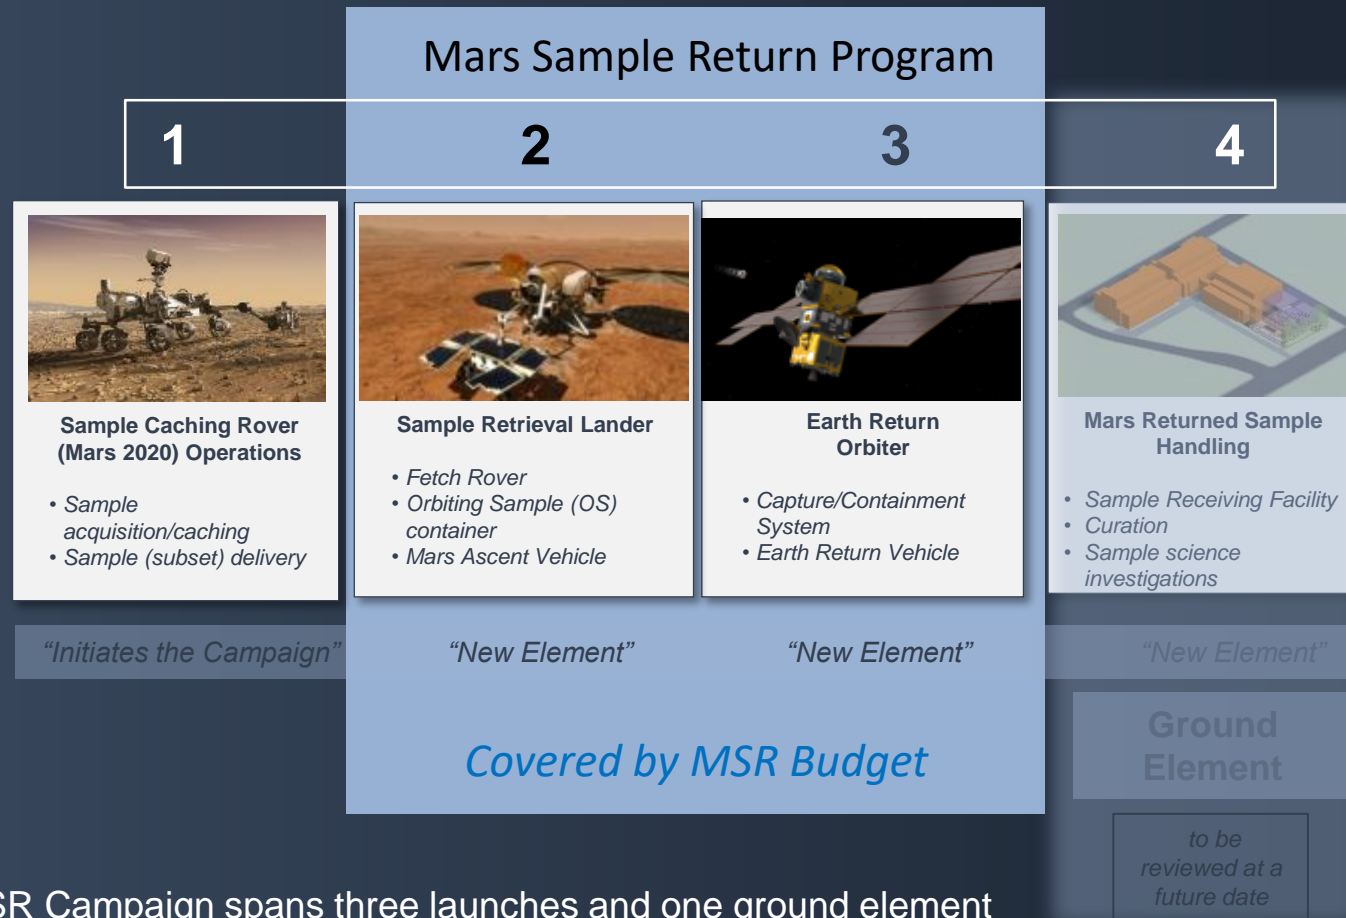 Mars Sample Return Program
1
2
3
4
Sample Caching Rover
(Mars 2020) Operations
• Sample
acquisition/caching
• Sample (subset) delivery
Sample Retrieval Lander
• Fetch Rover
• Orbiting Sample (OS)
container
• Mars Ascent Vehicle
Earth Return
Orbiter
• Capture/Containment
System
• Earth Return Vehicle
Mars Returned Sample
Handling
• Sample Receiving Facility
• Curation
• Sample science
investigations
“Initiates the Campaign”
“New Element”
“New Element”
“New Element”
Ground
Element
Covered by MSR Budget
to be
reviewed at a
future date
SR Campaign spans three launches and one ground element